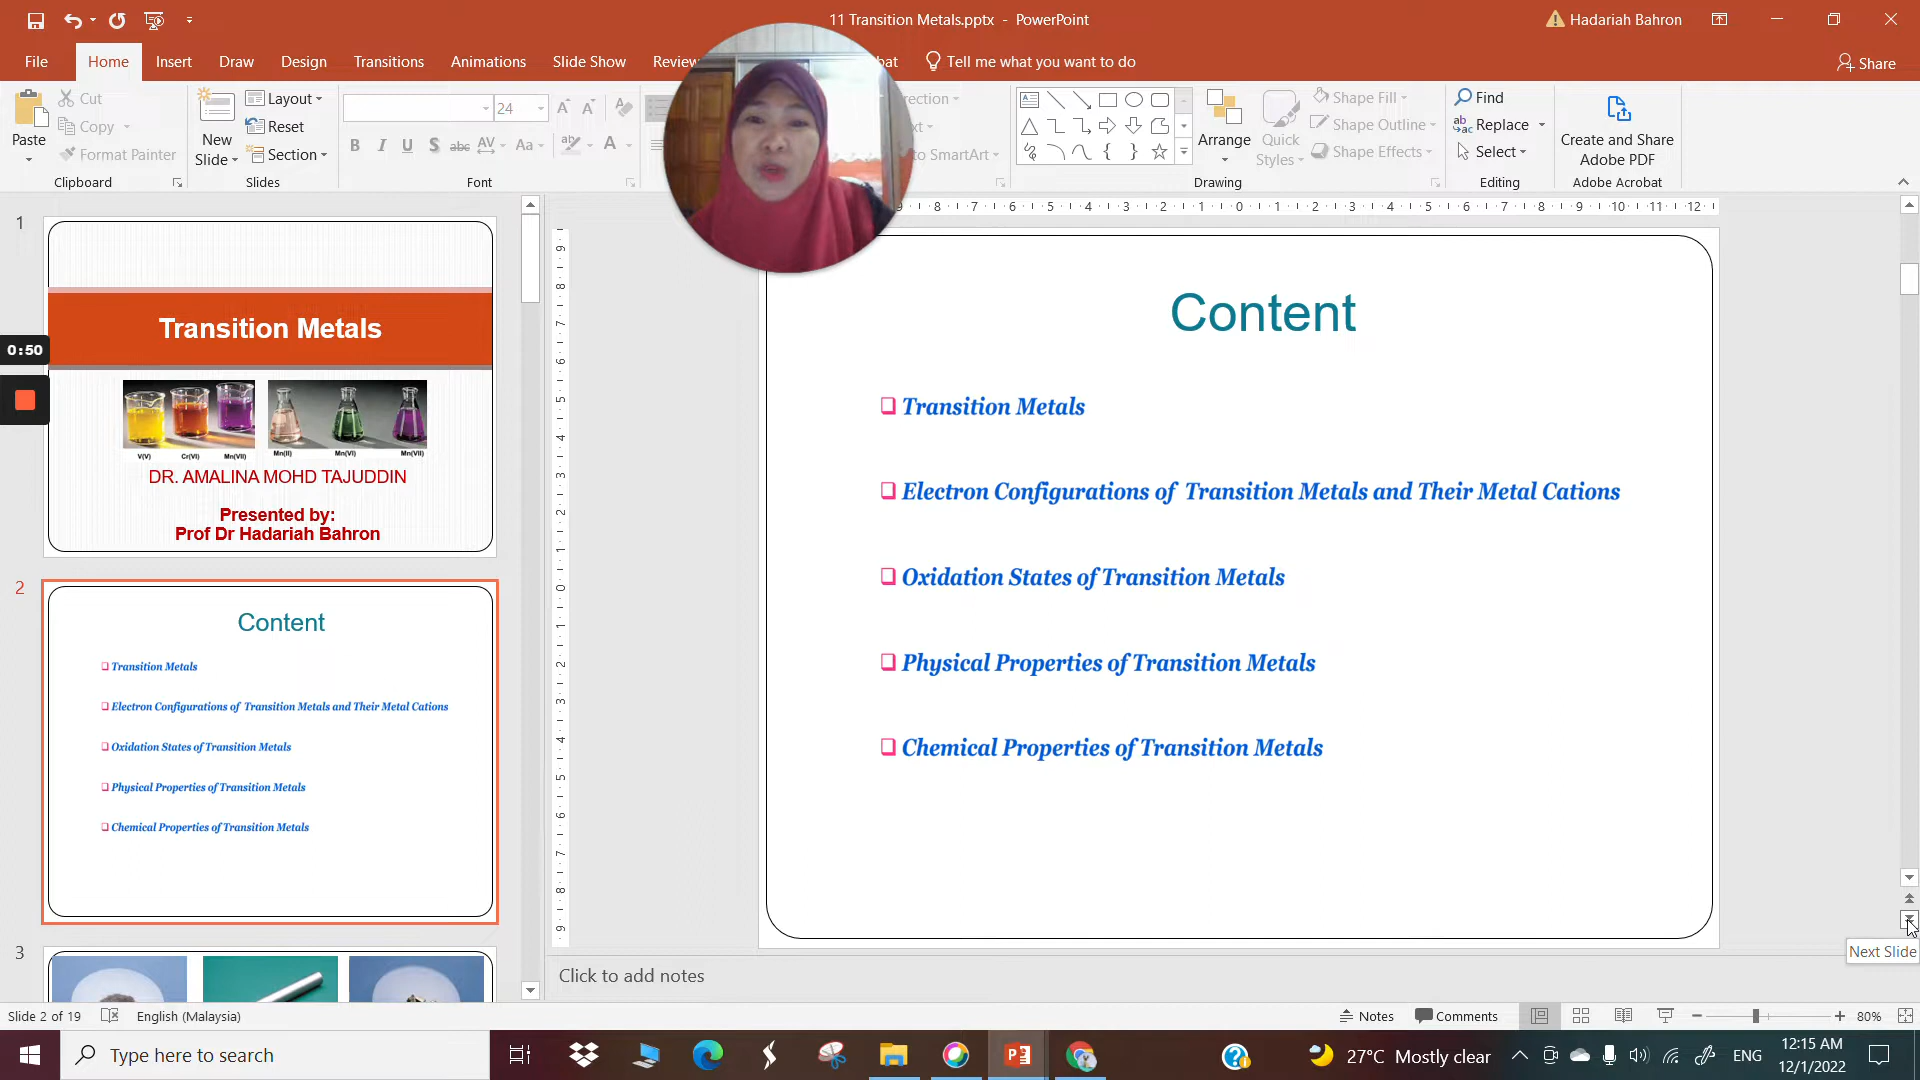 11 Transition Metals.pptx - PowerPoint
Hadariah Bahron
File
Home
Insert
Draw
Design
Transitions
Animations
Slide Show
Review
Tell me what you want to do
Share
Paste
Cut
Copy
Format Painter
Clipboard
New
Slide
Layout
Reset
Section
Slides
24
B I U S abc AV Aa
A
Font
Arrange
Quick
Styles
Shape Fill
Shape Outline
Shape Effects
Drawing
Find
Replace
Select
Editing
Create and Share
Adobe PDF
Adobe Acrobat
1
Transition Metals
V(V) Cr(VI) Mn(VII) Mn(II) Mn(VI) Mn(VII)
DR. AMALINA MOHD TAJUDDIN
Presented by:
Prof Dr Hadariah Bahron
0:50
2
Content
Transition Metals
Electron Configurations of Transition Metals and Their Metal Cations
Oxidation States of Transition Metals
Physical Properties of Transition Metals
Chemical Properties of Transition Metals
3
Content
Transition Metals
Electron Configurations of Transition Metals and Their Metal Cations
Oxidation States of Transition Metals
Physical Properties of Transition Metals
Chemical Properties of Transition Metals
Next Slide
Click to add notes
Slide 2 of 19
English (Malaysia)
Notes
Comments
80%
Type here to search
27°C Mostly clear
ENG
12:15 AM
12/1/2022